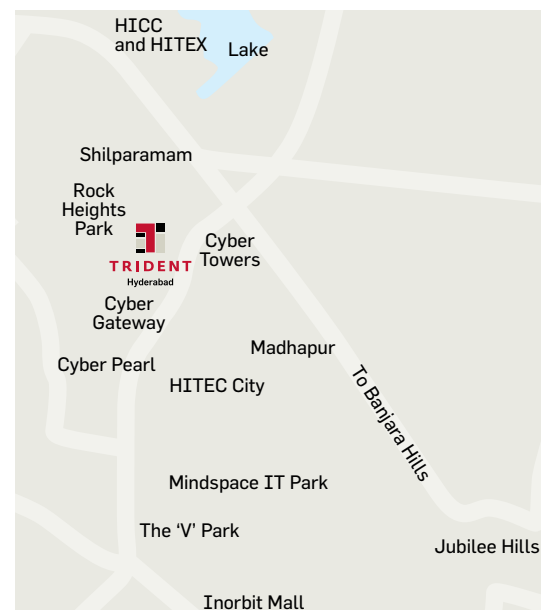 HICC
and HITEX
Lake
Shilparamam
Rock
Heights
Park
TRIDENT
Hyderabad
Cyber
Towers
Cyber
Gateway
Madhapur
Cyber Pearl
HITEC City
To Banjara Hills
Mindspace IT Park
The ‘V’ Park
Jubilee Hills
Inorbit Mall